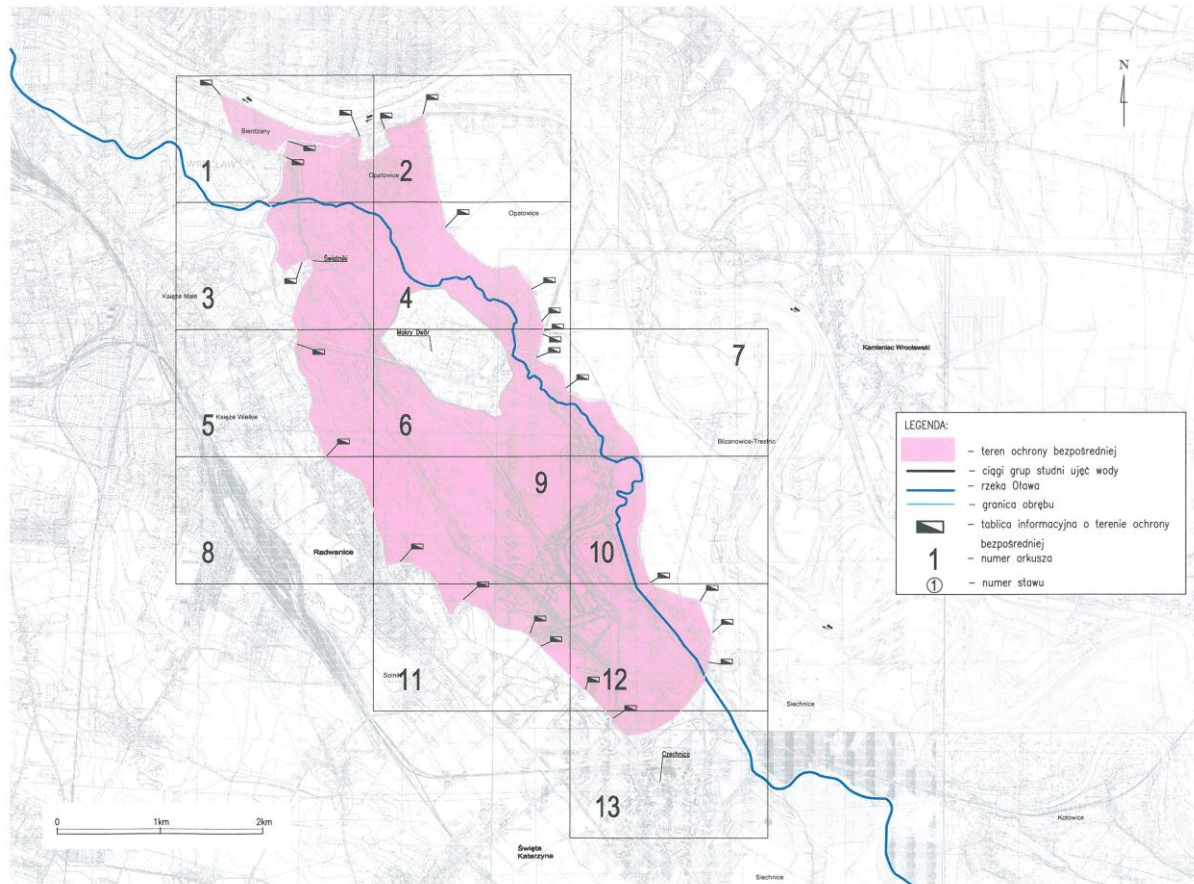 N
Bierdzany
1
WROCŁAW
2
Opatowice
Opatowice
Świątniki
Księże Małe
3
4
Mokry Dwór
7
Kamieniec Wrocławski
Księże Wielkie
5
6
Blizanowice-Trestno
LEGENDA:
- teren ochrony bezpośredniej
- ciągi grup studni ujęć wody
- rzeka Oława
- granica obrębu
- tablica informacyjna o terenie ochrony
bezpośredniej
1 - numer arkusza
1 - numer stawu
9
8
Radwanice
10
11
12
Siechnice
Czechnica
13
0 1km 2km
Kotowice
Święta
Katarzyna
Siechnice